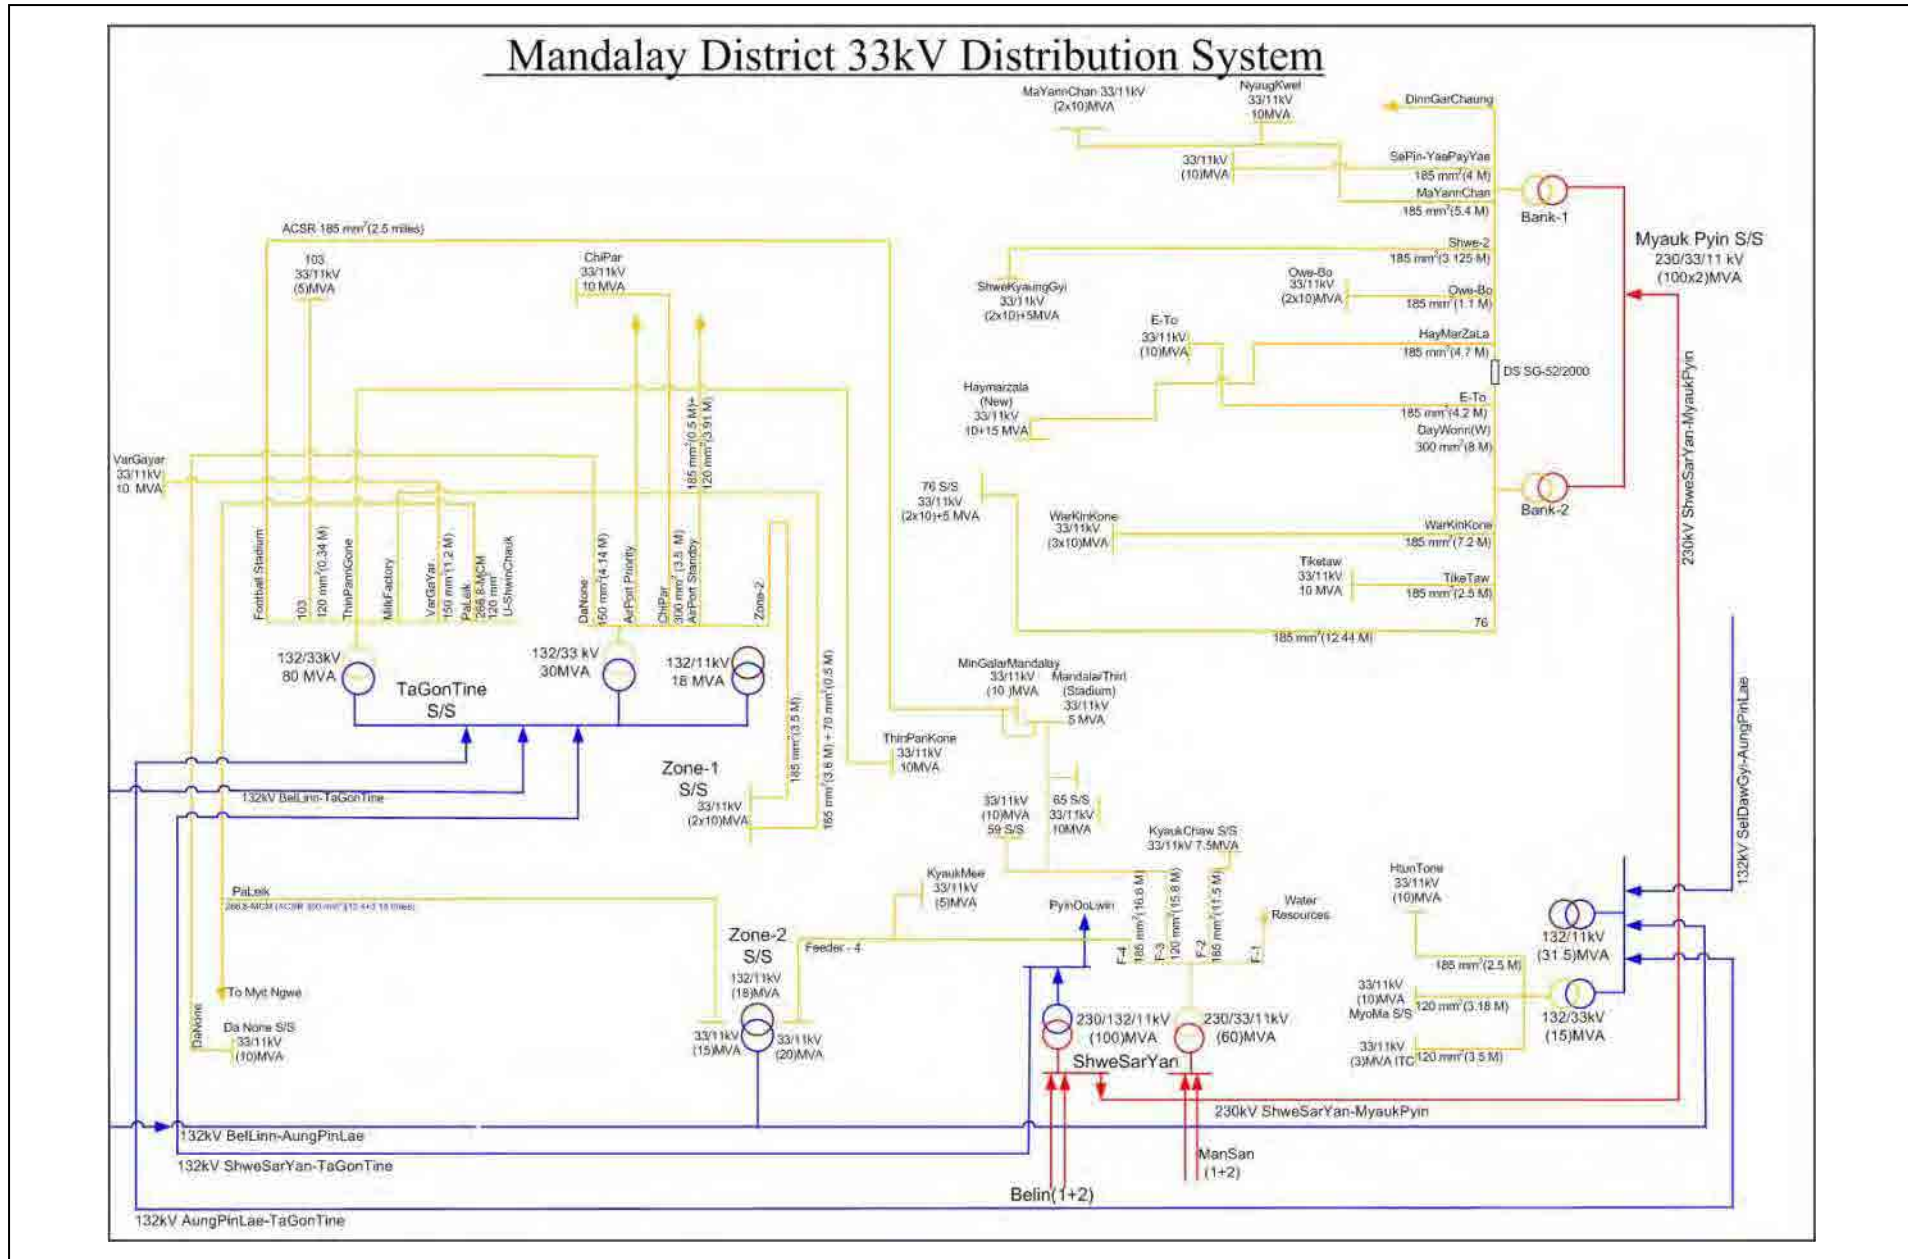 Mandalay District 33kV Distribution System
MaYannChan 33/11kV
(2x10)MVA
NyaugKwel
33/11kV
10MVA
DinnGarChaung
33/11kV
(10)MVA
SePin-YaePayYae
185 mm²(4 M)
MaYannChan
185 mm²(5.4 M)
Bank-1
Myauk Pyin S/S
230/33/11 kV
(100x2)MVA
ACSR 185 mm²(2.5 miles)
103
33/11kV
(5)MVA
ChiPar
33/11kV
10 MVA
Shwe-2
185 mm²(3.125 M)
ShweKyaungGyi
33/11kV
(2x10)+5MVA
Owe-Bo
33/11kV
(2x10)MVA
Owe-Bo
185 mm²(1.1 M)
E-To
33/11kV
(10)MVA
HayMarZaLa
185 mm²(4.7 M)
DS SG-52/2000
Haymarzala
(New)
33/11kV
10+15 MVA
E-To
185 mm²(4.2 M)
DayWonn(W)
300 mm²(8 M)
230kV ShweSarYan-MyaukPyin
VarGayar
33/11kV
10 MVA
76 S/S
33/11kV
(2x10)+5 MVA
Bank-2
WarKinKone
33/11kV
(3x10)MVA
WarKinKone
185 mm²(7.2 M)
Tiketaw
33/11kV
10 MVA
TikeTaw
185 mm²(2.5 M)
76
185 mm²(12.44 M)
Football Stadium
103
120 mm²(0.34 M)
ThinPannGone
MilkFactory
VarGaYar
150 mm²(1.2 M)
PaLeik
266.8-MCM
120 mm²
U-ShwinChauk
DaNone
150 mm²(4.14 M)
AirPort Priority
ChiPar
300 mm² (3.5 M)
AirPort Standby
185 mm²(0.5 M)+
120 mm²(3.91 M)
Zone-2
132/33kV
80 MVA
132/33 kV
30MVA
132/11kV
18 MVA
TaGonTine
S/S
MinGalarMandalay
33/11kV
(10 )MVA
MandalarThiri
(Stadium)
33/11kV
5 MVA
ThinPanKone
33/11kV
10MVA
185 mm²(3.5 M)
185 mm²(3.6 M) + 70 mm²(0.5 M)
Zone-1
S/S
33/11kV
(2x10)MVA
132kV BelLinn-TaGonTine
33/11kV
(10)MVA
59 S/S
65 S/S
33/11kV
10MVA
KyaukChaw S/S
33/11kV 7.5MVA
132kV SelDawGyi-AungPinLae
PaLeik
KyaukMee
33/11kV
(5)MVA
PyinOoLwin
F-4
185 mm²(16.8 M)
F-3
120 mm²(15.8 M)
F-2
185 mm²(11.5 M)
F-1
Water
Resources
HtunTone
33/11kV
(10)MVA
132/11kV
(31.5)MVA
185 mm²(2.5 M)
Zone-2
S/S
132/11kV
(18)MVA
Feeder - 4
To Myit Ngwe
DaNone
Da None S/S
33/11kV
(10)MVA
33/11kV
(15)MVA
33/11kV
(20)MVA
230/132/11kV
(100)MVA
230/33/11kV
(60)MVA
ShweSarYan
33/11kV
(10)MVA
MyoMa S/S
120 mm²(3.18 M)
132/33kV
(15)MVA
33/11kV
(3)MVA ITC
120 mm²(3.5 M)
230kV ShweSarYan-MyaukPyin
132kV BelLinn-AungPinLae
132kV ShweSarYan-TaGonTine
ManSan
(1+2)
Belin(1+2)
132kV AungPinLae-TaGonTine